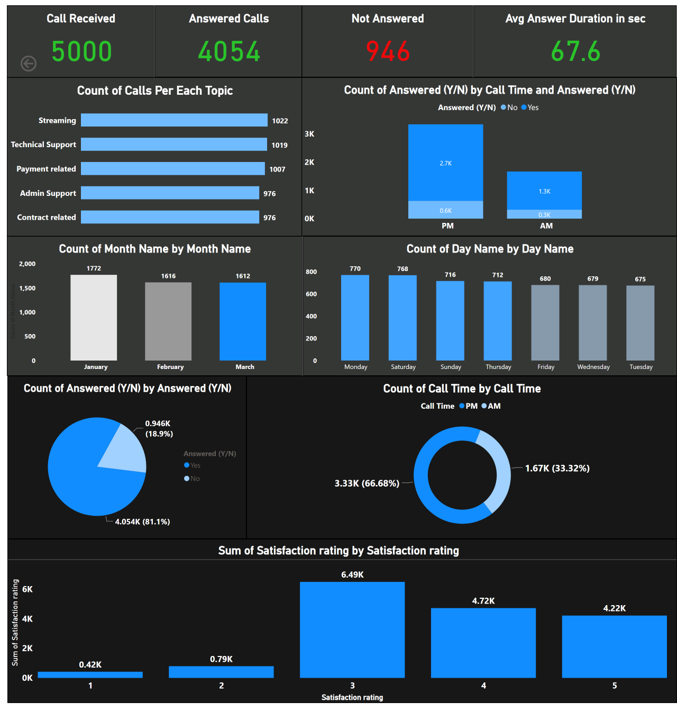 Call Received
5000
Answered Calls
4054
Not Answered
946
Avg Answer Duration in sec
67.6
Count of Calls Per Each Topic
Streaming 1022
Technical Support 1019
Payment related 1007
Admin Support 976
Contract related 976
Count of Answered (Y/N) by Call Time and Answered (Y/N)
Answered (Y/N) No Yes
3K
2K
1K
0K
2.7K
0.6K
1.3K
0.3K
PM AM
Count of Month Name by Month Name
2,000
1,500
1,000
500
0
1772 1616 1612
January February March
Count of Day Name by Day Name
800
600
400
200
0
770 768 716 712 680 679 675
Monday Saturday Sunday Thursday Friday Wednesday Tuesday
Count of Answered (Y/N) by Answered (Y/N)
0.946K
(18.9%)
Answered (Y/N)
Yes
No
4.054K (81.1%)
Count of Call Time by Call Time
Call Time PM AM
1.67K (33.32%)
3.33K (66.68%)
Sum of Satisfaction rating by Satisfaction rating
Sum of Satisfaction rating
6K
4K
2K
0K
0.42K 0.79K 6.49K 4.72K 4.22K
1 2 3 4 5
Satisfaction rating